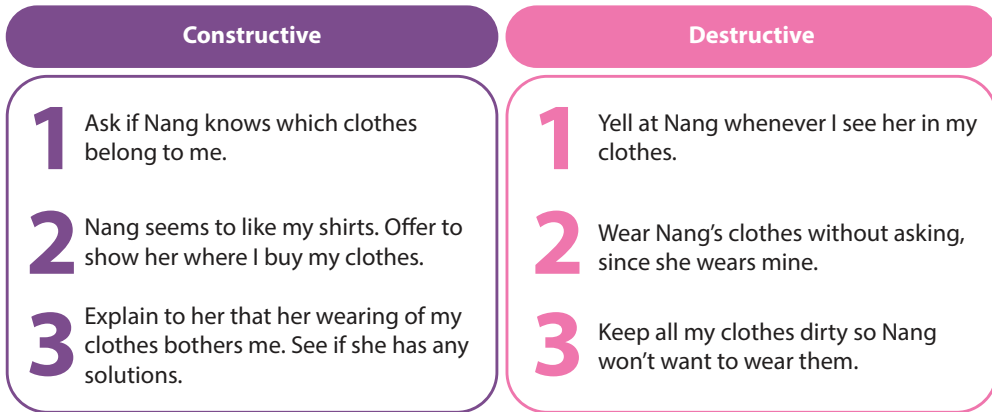 Constructive
1
Ask if Nang knows which clothes
belong to me.
2
Nang seems to like my shirts. Offer to
show her where I buy my clothes.
3
Explain to her that her wearing of my
clothes bothers me. See if she has any
solutions.
Destructive
1
Yell at Nang whenever I see her in my
clothes.
2
Wear Nang’s clothes without asking,
since she wears mine.
3
Keep all my clothes dirty so Nang
won’t want to wear them.